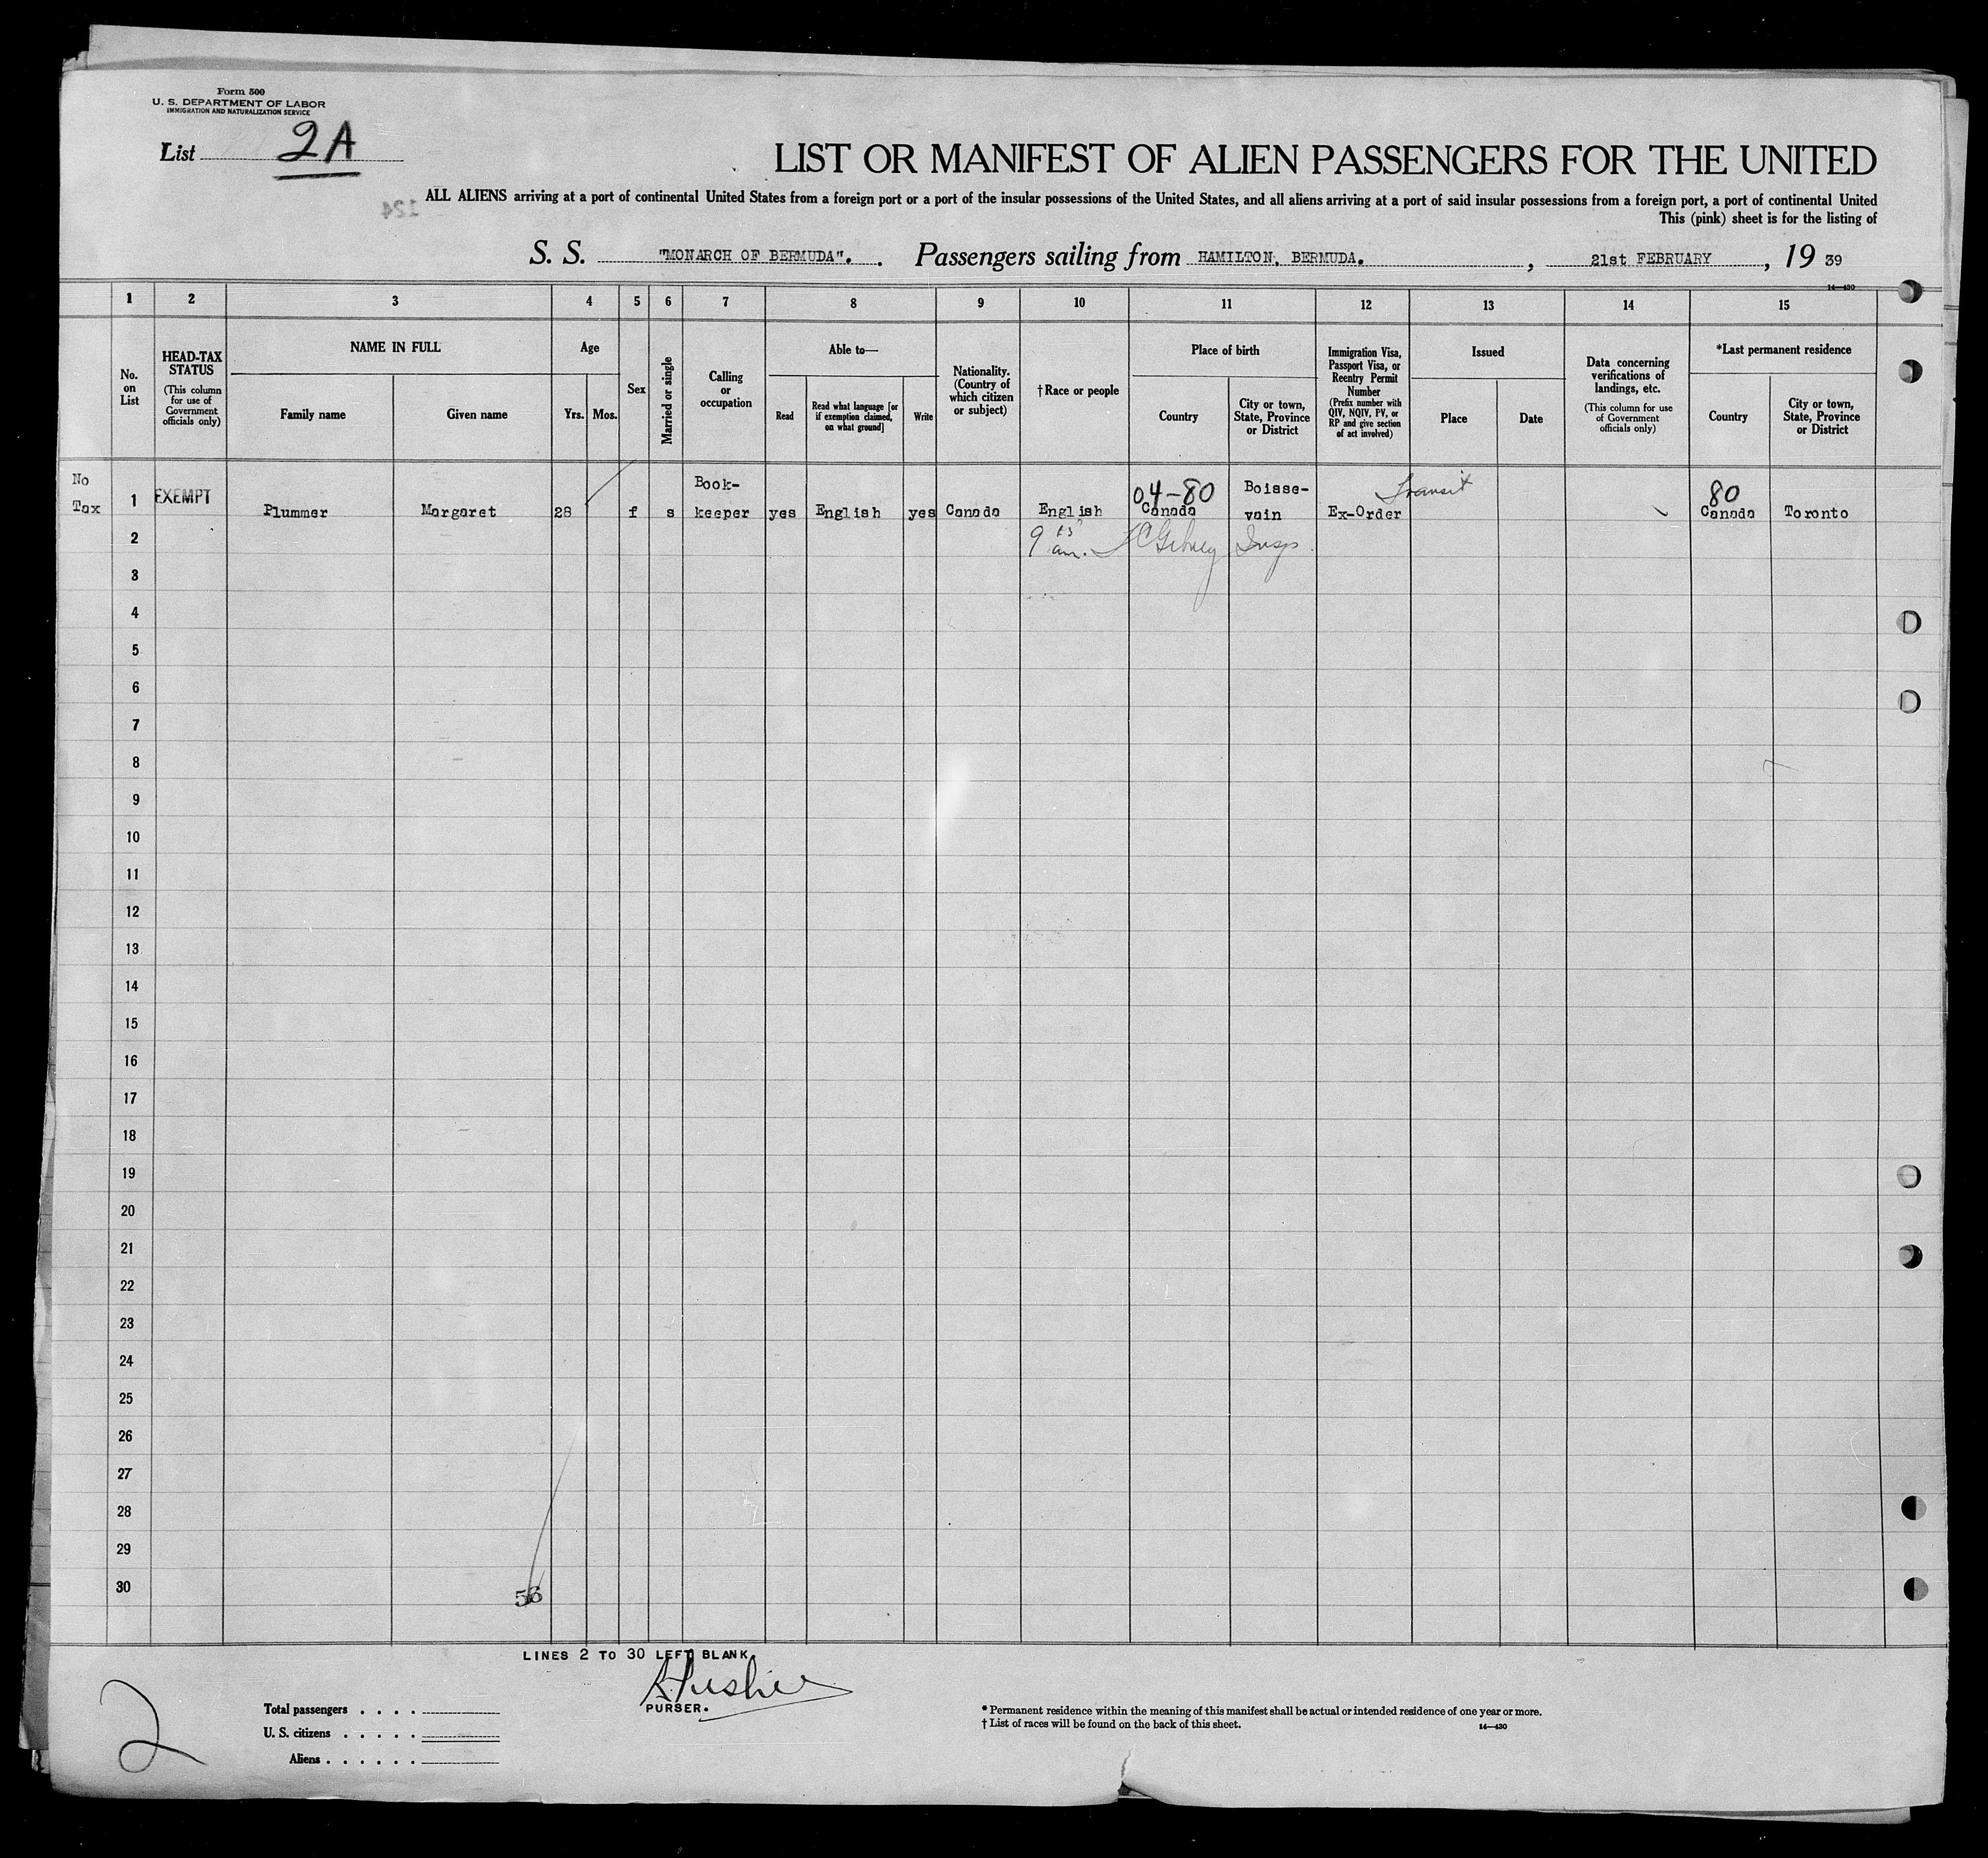 Form 500
U. S. DEPARTMENT OF LABOR
IMMIGRATION AND NATURALIZATION SERVICE
List 2A
LIST OR MANIFEST OF ALIEN PASSENGERS FOR THE UNITED
ALL ALIENS arriving at a port of continental United States from a foreign port or a port of the insular possessions of the United States, and all aliens arriving at a port of said insular possessions from a foreign port, a port of continental United
124
This (pink) sheet is for the listing of
S. S. "MONARCH OF BERMUDA". Passengers sailing from HAMILTON, BERMUDA. , 21st FEBRUARY , 19 39
14—430
1 2 3 4 5 6 7 8 9 10 11 12 13 14 15
No. on List
HEAD-TAX STATUS
(This column for use of Government officials only)
NAME IN FULL
Family name
Given name
Age
Yrs. Mos.
Sex
Married or single
Calling or occupation
Able to—
Read
Read what language [or if exemption claimed, on what ground]
Write
Nationality. (Country of which citizen or subject)
†Race or people
Place of birth
Country
City or town, State, Province or District
Immigration Visa, Passport Visa, or Reentry Permit Number
(Prefix number with QIV, NQIV, PV, or RP and give section of act involved)
Issued
Place
Date
Data concerning verifications of landings, etc.
(This column for use of Government officials only)
*Last permanent residence
Country
City or town, State, Province or District
No Tax 1 EXEMPT Plummer Margaret 28 f s Book-keeper yes English yes Canada English 04-80 Canada Boisse-vain Ex-Order Transit 80 Canada Toronto
2 9 15 am. Insp.
3
4
5
6
7
8
9
10
11
12
13
14
15
16
17
18
19
20
21
22
23
24
25
26
27
28
29
30
56
LINES 2 TO 30 LEFT BLANK
PURSER.
2
Total passengers . . . .
U. S. citizens . . . . .
Aliens . . . . . .
* Permanent residence within the meaning of this manifest shall be actual or intended residence of one year or more.
† List of races will be found on the back of this sheet.
14—430